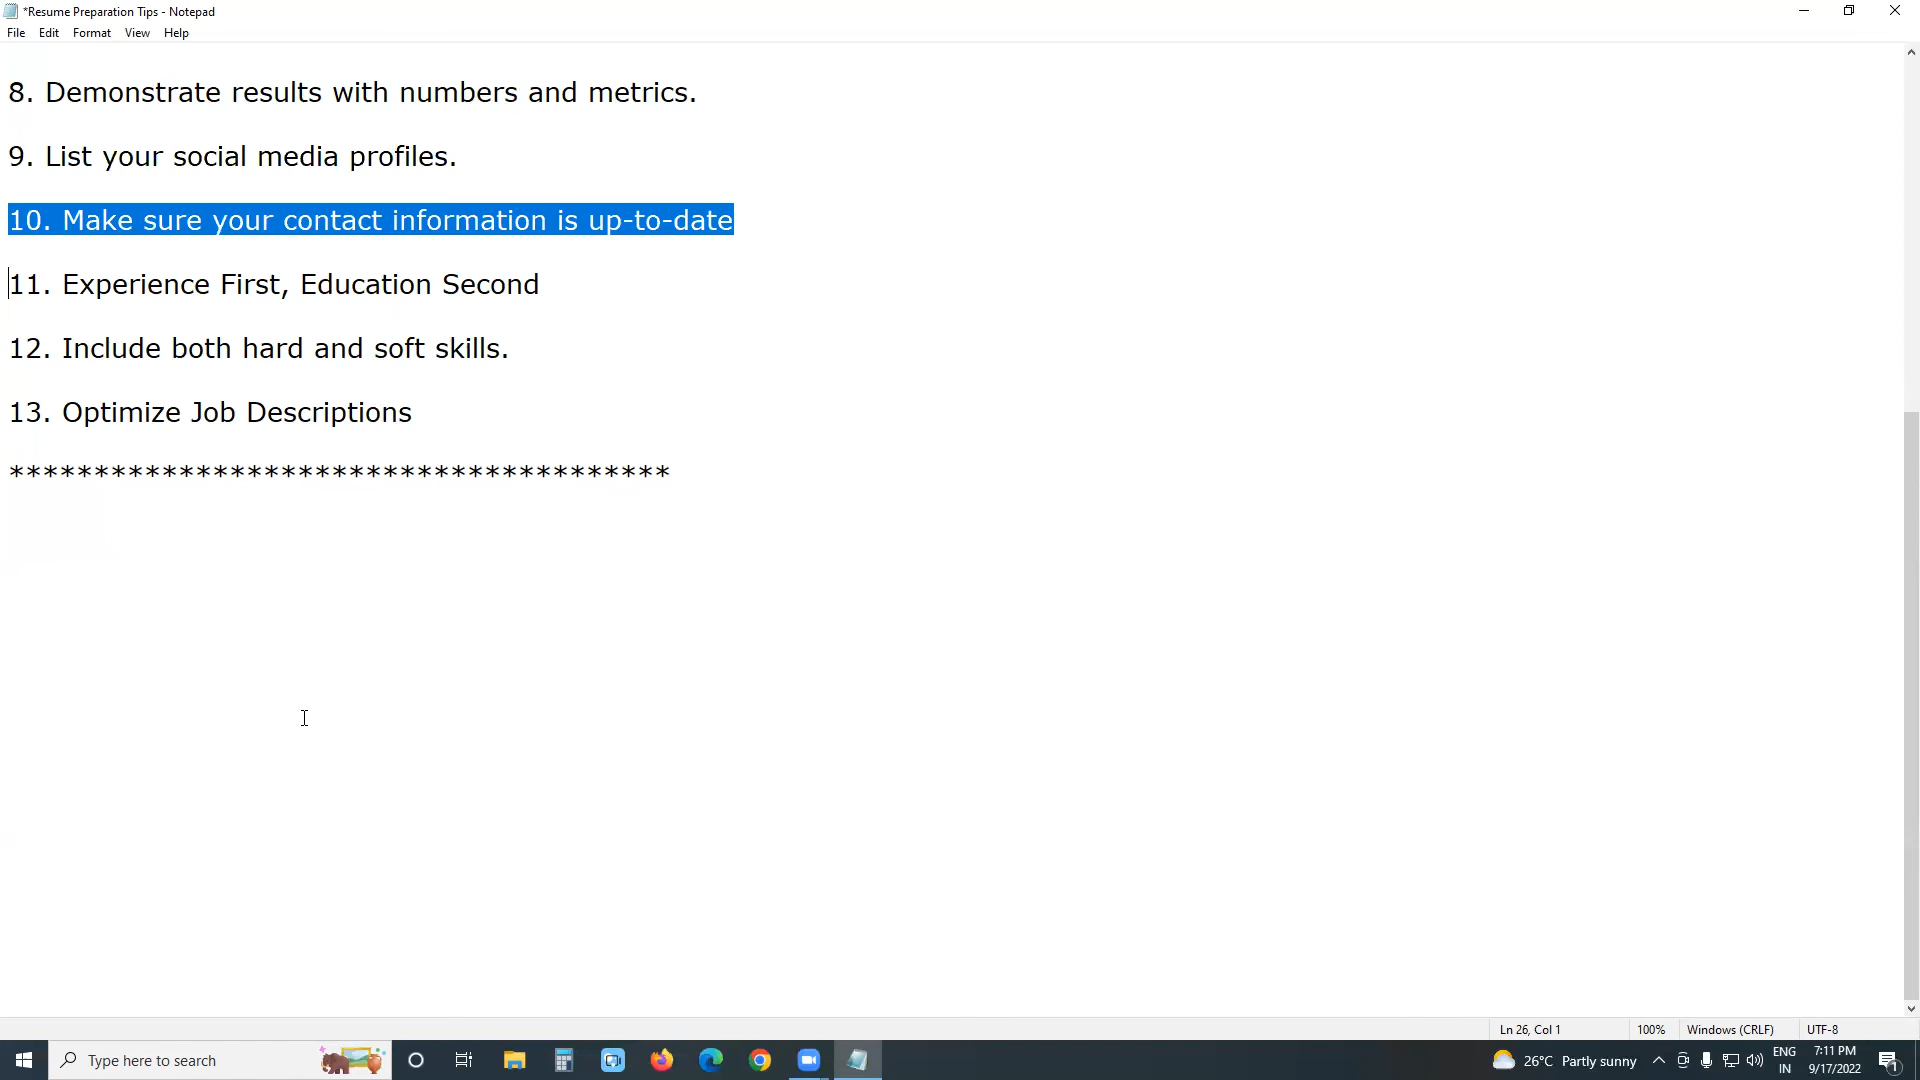 *Resume Preparation Tips - Notepad
File Edit Format View Help
8. Demonstrate results with numbers and metrics.
9. List your social media profiles.
10. Make sure your contact information is up-to-date
11. Experience First, Education Second
12. Include both hard and soft skills.
13. Optimize Job Descriptions
***************************************
Ln 26, Col 1 100% Windows (CRLF) UTF-8
Type here to search 26°C Partly sunny ENG IN 7:11 PM 9/17/2022 1